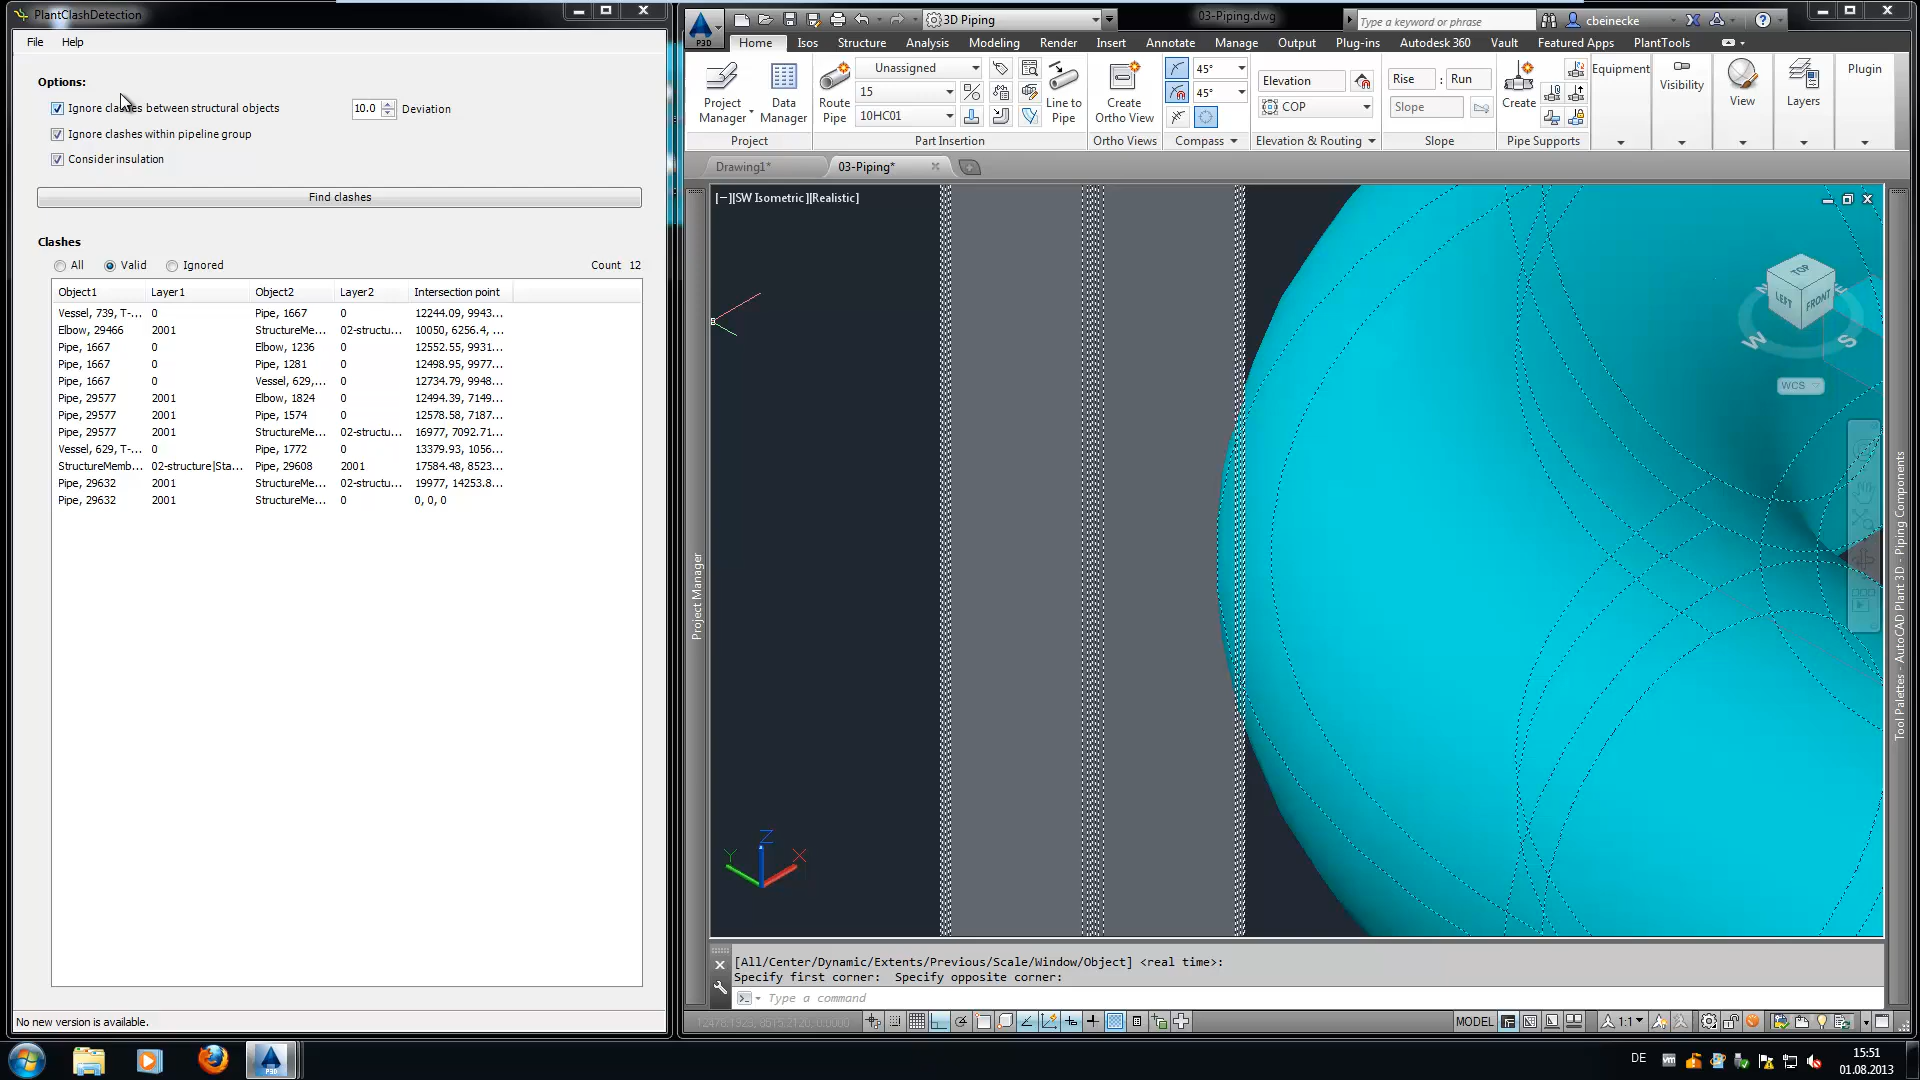 PlantClashDetection
File Help
Options:
Ignore clashes between structural objects 10.0 Deviation
Ignore clashes within pipeline group
Consider insulation
Find clashes
Clashes
All Valid Ignored Count 12
Object1 Layer1 Object2 Layer2 Intersection point
Vessel, 739, T-... 0 Pipe, 1667 0 12244.09, 9943...
Elbow, 29466 2001 StructureMe... 02-structu... 10050, 6256.4, ...
Pipe, 1667 0 Elbow, 1236 0 12552.55, 9931...
Pipe, 1667 0 Pipe, 1281 0 12498.95, 9977...
Pipe, 1667 0 Vessel, 629,... 0 12734.79, 9948...
Pipe, 29577 2001 Elbow, 1824 0 12494.39, 7149...
Pipe, 29577 2001 Pipe, 1574 0 12578.58, 7187...
Pipe, 29577 2001 StructureMe... 02-structu... 16977, 7092.71...
Vessel, 629, T-... 0 Pipe, 1772 0 13379.93, 1056...
StructureMemb... 02-structure|Sta... Pipe, 29608 2001 17584.48, 8523...
Pipe, 29632 2001 StructureMe... 02-structu... 19977, 14253.8...
Pipe, 29632 2001 StructureMe... 0 0, 0, 0
No new version is available.
P3D
3D Piping 03-Piping.dwg Type a keyword or phrase cbeinecke
Home Isos Structure Analysis Modeling Render Insert Annotate Manage Output Plug-ins Autodesk 360 Vault Featured Apps PlantTools
Project Manager
Data Manager
Project
Route Pipe
Unassigned
15
10HC01
Line to Pipe
Part Insertion
Create Ortho View
Ortho Views
45°
45°
Compass
Elevation
COP
Elevation & Routing
Rise : Run
Slope
Slope
Create
Pipe Supports
Equipment
Visibility
View
Layers
Plugin
Drawing1* 03-Piping*
[−][SW Isometric][Realistic]
TOP
LEFT FRONT
W S
WCS
Project Manager
Tool Palettes - AutoCAD Plant 3D - Piping Components
Z
Y X
[All/Center/Dynamic/Extents/Previous/Scale/Window/Object] <real time>:
Specify first corner: Specify opposite corner:
Type a command
MODEL 1:1
P3D
DE
15:51
01.08.2013